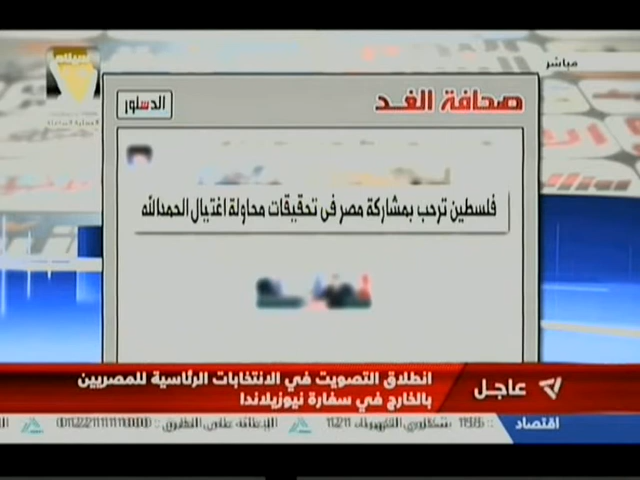 مباشر
صحافة الغد
الدستور
فلسطين ترحب بمشاركة مصر فى تحقيقات محاولة اغتيال الحمدالله
عاجل
انطلاق التصويت في الانتخابات الرئاسية للمصريين
بالخارج في سفارة نيوزيلاندا
اقتصاد